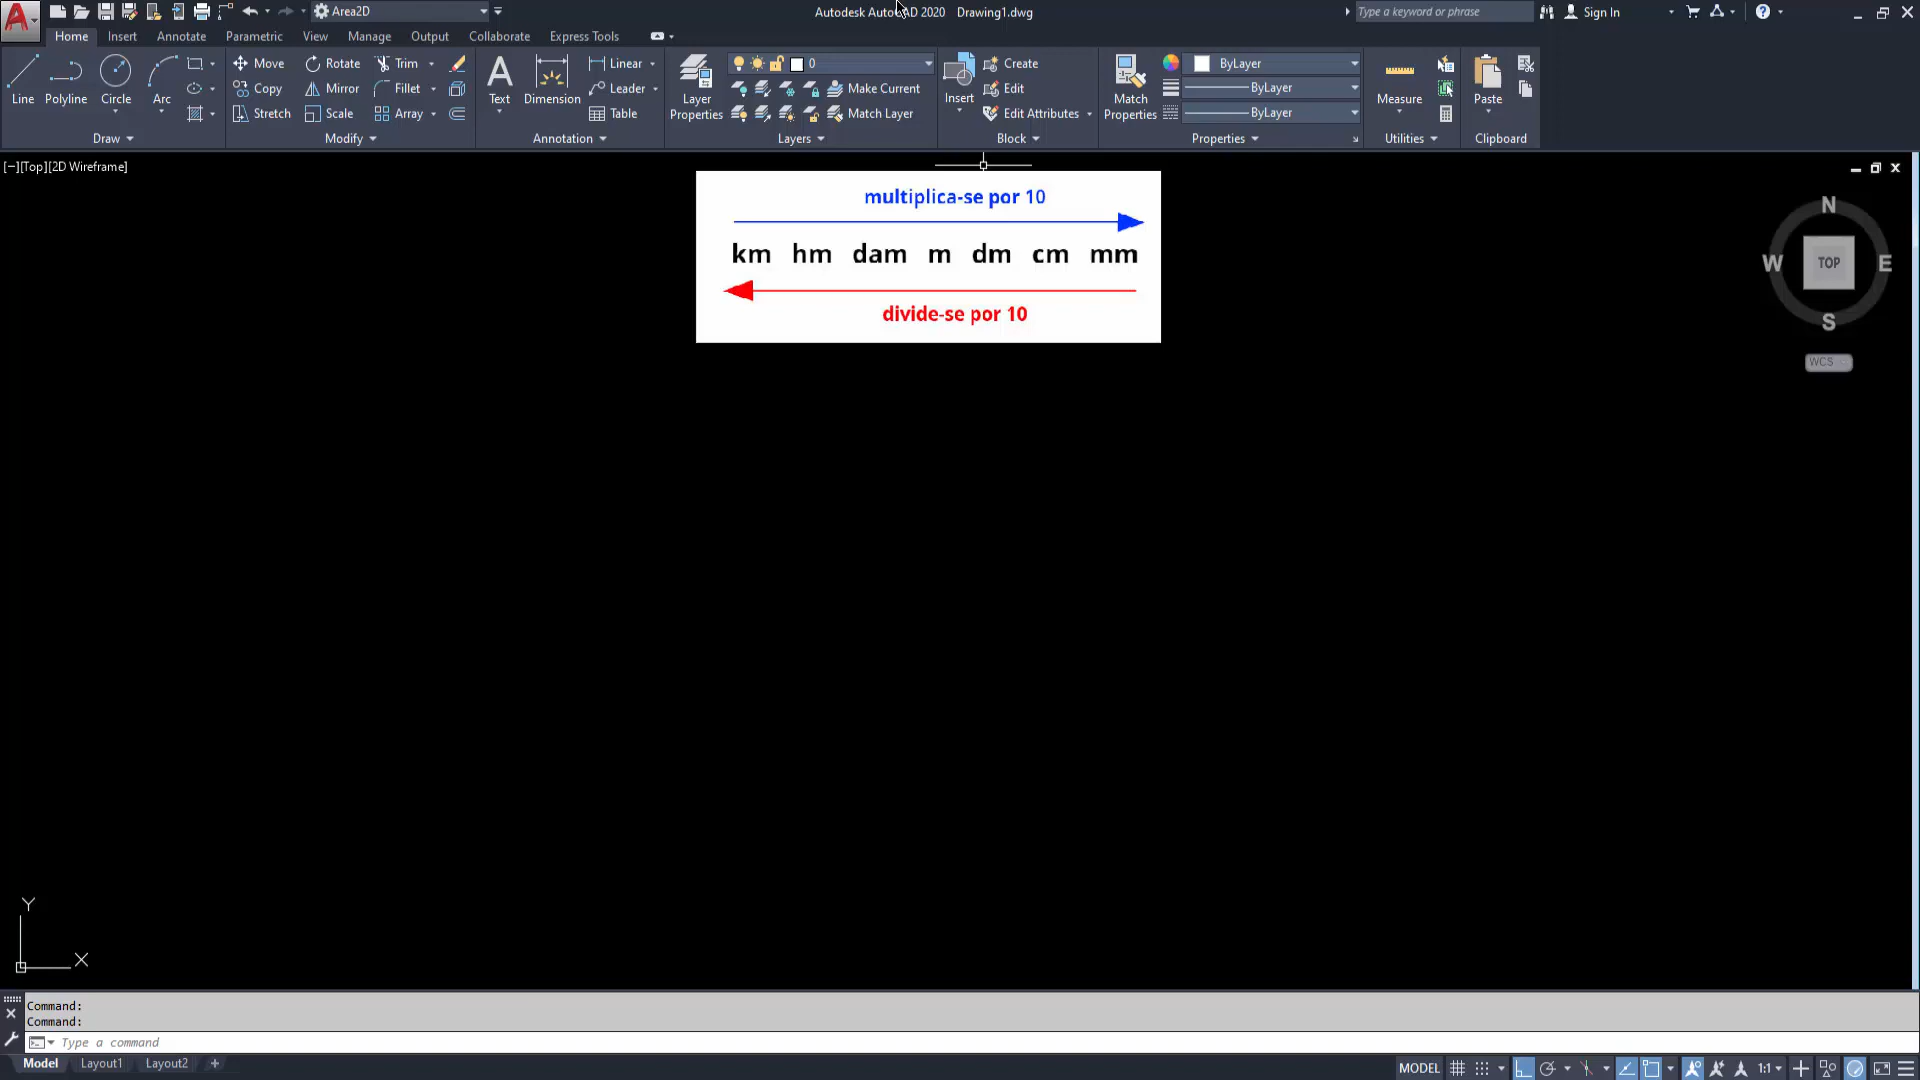 Area2D
Autodesk AutoCAD 2020 Drawing1.dwg
Type a keyword or phrase
Sign In
Home Insert Annotate Parametric View Manage Output Collaborate Express Tools
Line Polyline Circle Arc
Move Rotate Trim
Copy Mirror Fillet
Stretch Scale Array
Text Dimension
Linear
Leader
Table
Layer Properties
0
Make Current
Match Layer
Insert
Create
Edit
Edit Attributes
Match Properties
ByLayer
ByLayer
ByLayer
Measure
Paste
Draw Modify Annotation Layers Block Properties Utilities Clipboard
[−][Top][2D Wireframe]
multiplica-se por 10
km hm dam m dm cm mm
divide-se por 10
N
W TOP E
S
WCS
Y
X
Command:
Command:
Type a command
Model Layout1 Layout2 +
MODEL 1:1